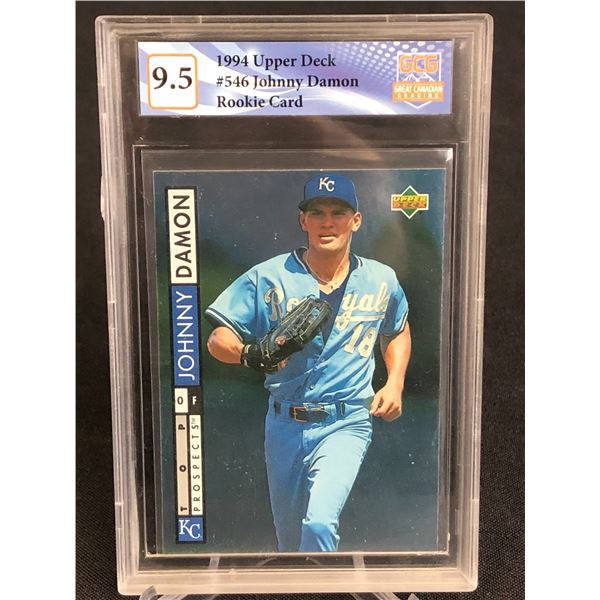 9.5
1994 Upper Deck
#546 Johnny Damon
Rookie Card
GCG
GREAT CANADIAN
GRADING
KC
UPPER
DECK
Royals
18
JOHNNY DAMON
TOP OF
PROSPECTS™
KC